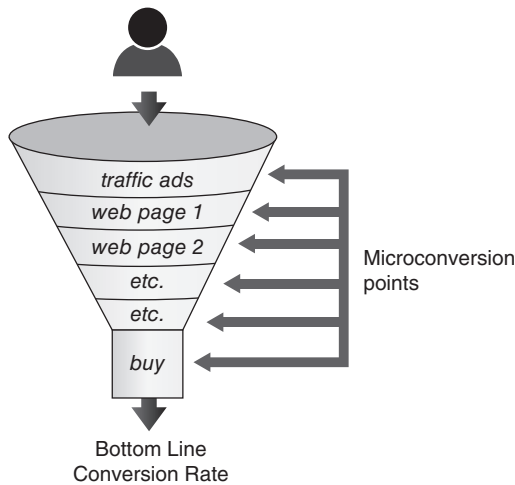 traffic ads
web page 1
web page 2
etc.
etc.
buy
Microconversion
points
Bottom Line
Conversion Rate